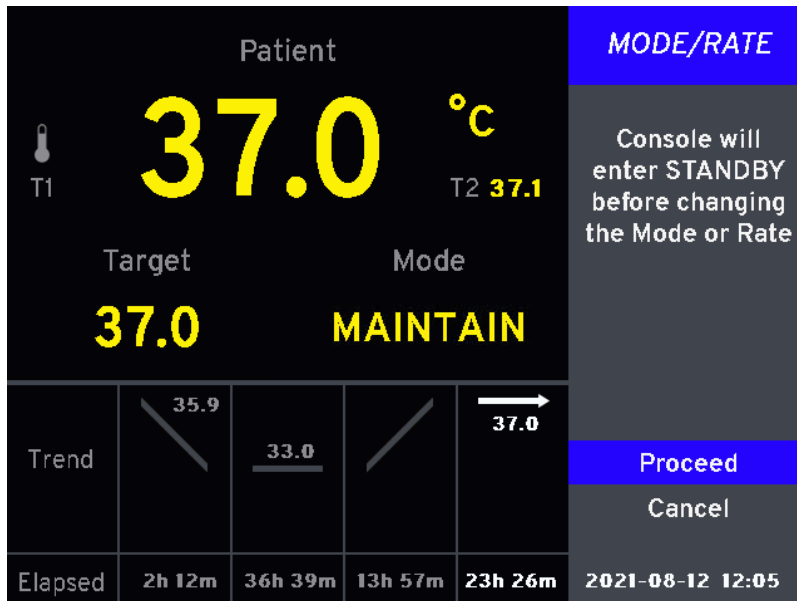 Patient
MODE/RATE
37.0 °C
T1
T2 37.1
Console will
enter STANDBY
before changing
the Mode or Rate
Target
Mode
37.0
MAINTAIN
Trend
35.9
33.0
37.0
Proceed
Cancel
Elapsed
2h 12m
36h 39m
13h 57m
23h 26m
2021-08-12 12:05